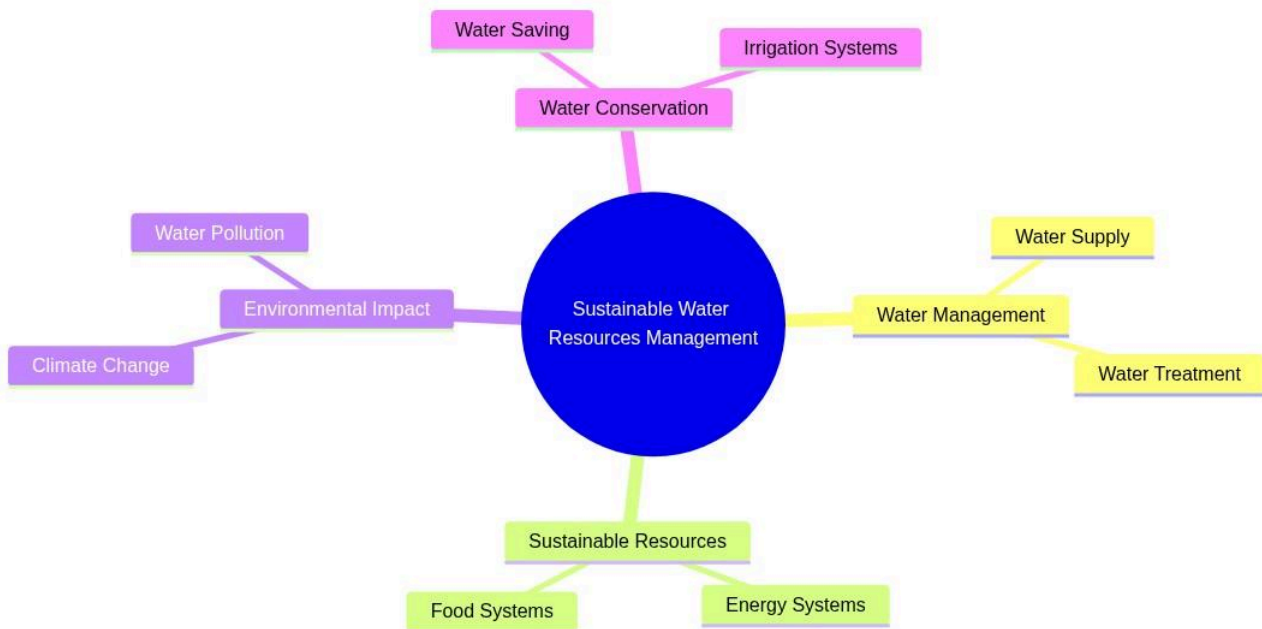 Water Saving
Irrigation Systems
Water Conservation
Water Pollution
Water Supply
Environmental Impact
Sustainable Water
Resources Management
Water Management
Climate Change
Water Treatment
Sustainable Resources
Food Systems
Energy Systems